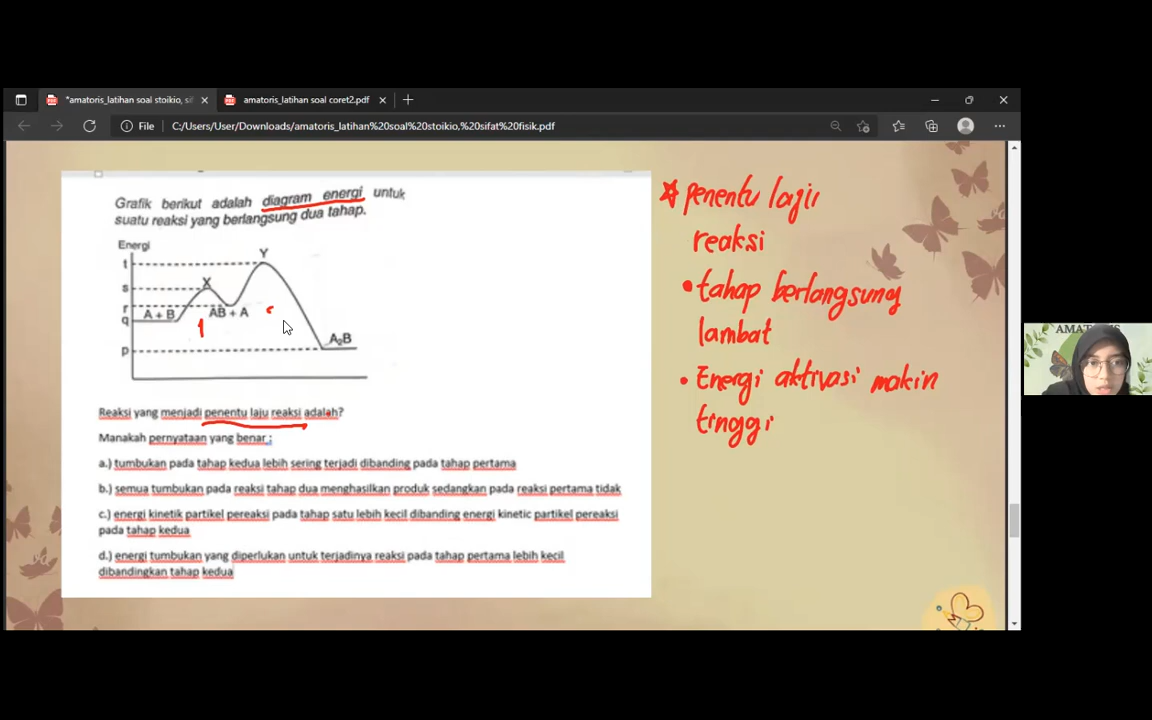 *amatoris_latihan soal stoikio, si
amatoris_latihan soal coret2.pdf
File
C:/Users/User/Downloads/amatoris_latihan%20soal%20stoikio,%20sifat%20fisik.pdf
Grafik berikut adalah diagram energi untuk
suatu reaksi yang berlangsung dua tahap.
Energi
Y
t
X
s
r
A + B
AB + A
q
1
A₂B
p
Reaksi yang menjadi penentu laju reaksi adalah?
Manakah pernyataan yang benar :
a.) tumbukan pada tahap kedua lebih sering terjadi dibanding pada tahap pertama
b.) semua tumbukan pada reaksi tahap dua menghasilkan produk sedangkan pada reaksi pertama tidak
c.) energi kinetik partikel pereaksi pada tahap satu lebih kecil dibanding energi kinetic partikel pereaksi
pada tahap kedua
d.) energi tumbukan yang diperlukan untuk terjadinya reaksi pada tahap pertama lebih kecil
dibandingkan tahap kedua
☆ penentu laju
reaksi
• tahap berlangsung
lambat
• Energi aktivasi makin
tinggi